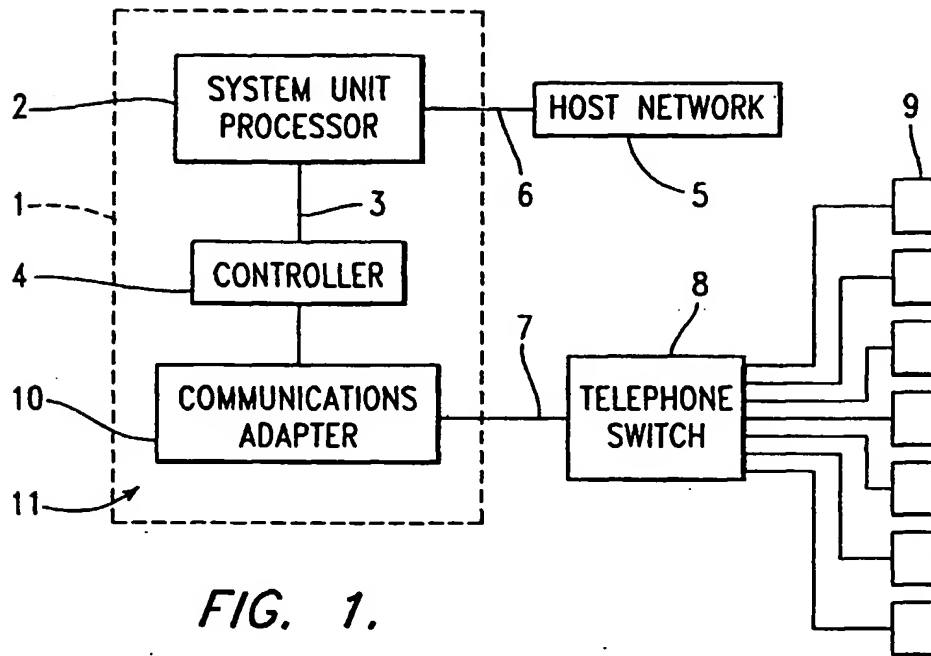 2
SYSTEM UNIT
PROCESSOR
HOST NETWORK
9
6
5
1
3
4
CONTROLLER
8
7
10
COMMUNICATIONS
ADAPTER
TELEPHONE
SWITCH
11
FIG. 1.